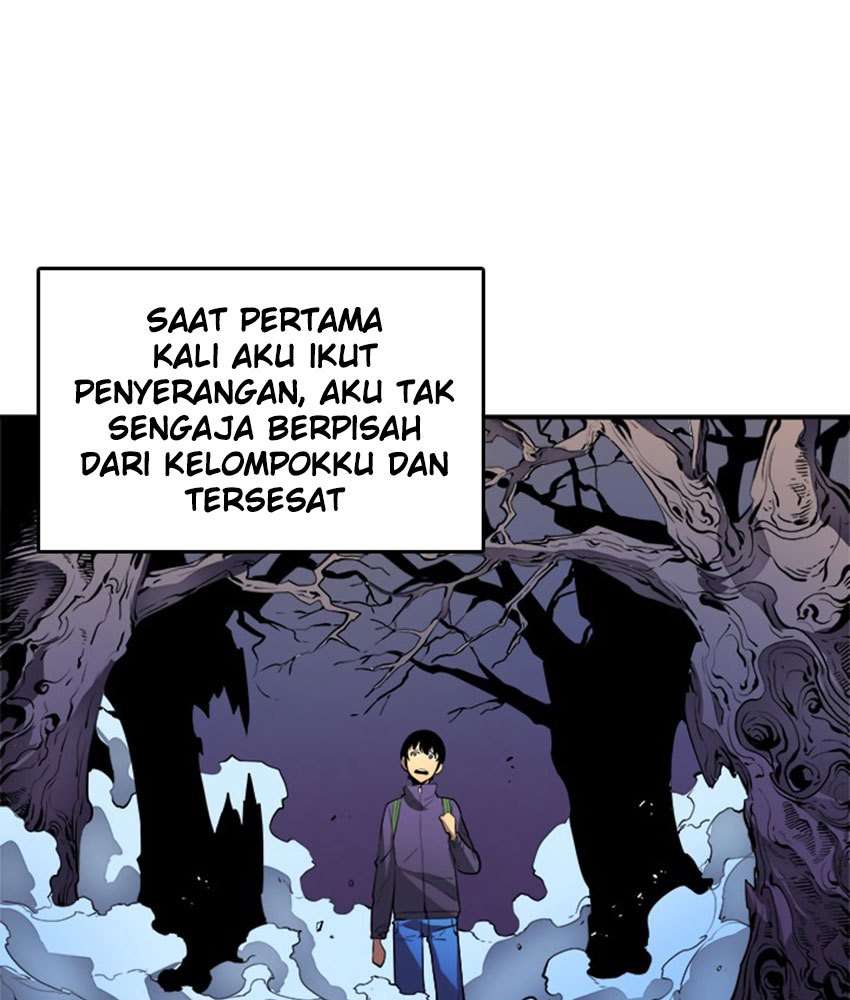 SAAT PERTAMA
KALI AKU IKUT
PENYERANGAN, AKU TAK
SENGAJA BERPISAH
DARI KELOMPOKKU DAN
TERSESAT